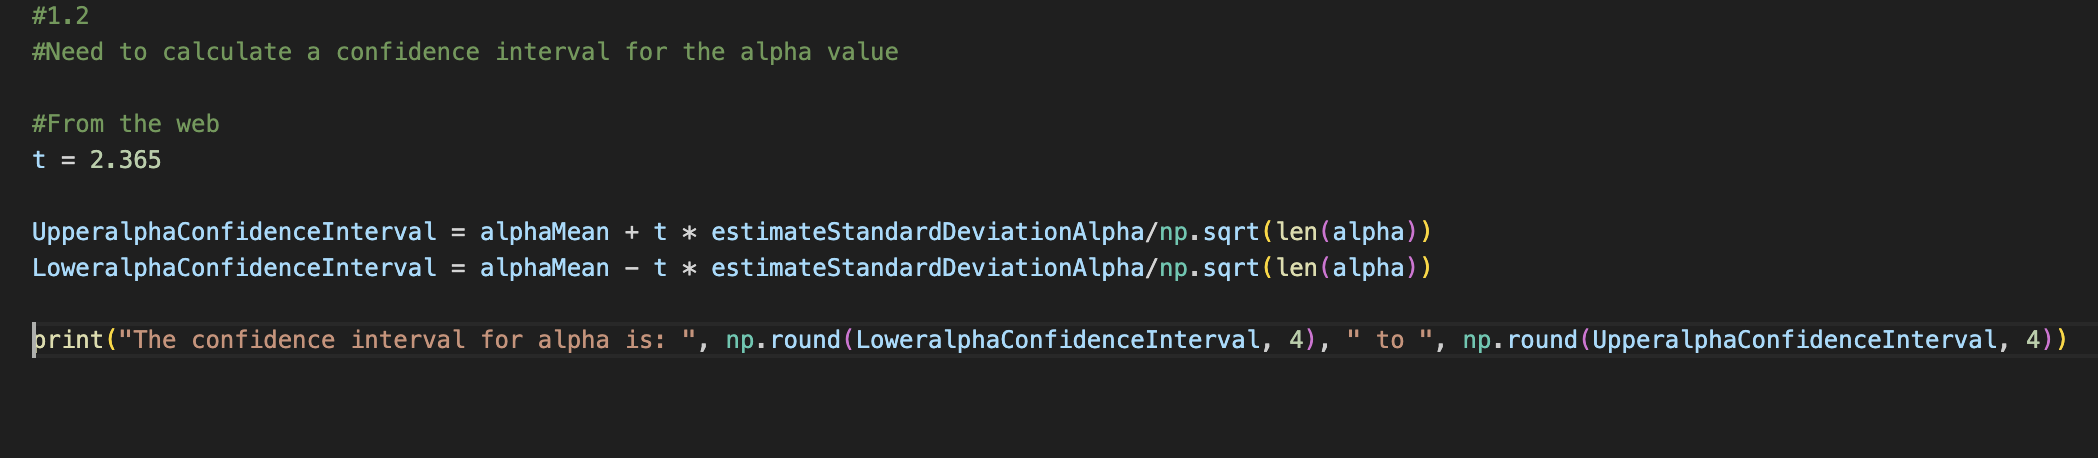 #1.2
#Need to calculate a confidence interval for the alpha value
#From the web
t = 2.365
UpperalphaConfidenceInterval = alphaMean + t * estimateStandardDeviationAlpha/np.sqrt(len(alpha))
LoweralphaConfidenceInterval = alphaMean - t * estimateStandardDeviationAlpha/np.sqrt(len(alpha))
print("The confidence interval for alpha is: ", np.round(LoweralphaConfidenceInterval, 4), " to ", np.round(UpperalphaConfidenceInterval, 4))